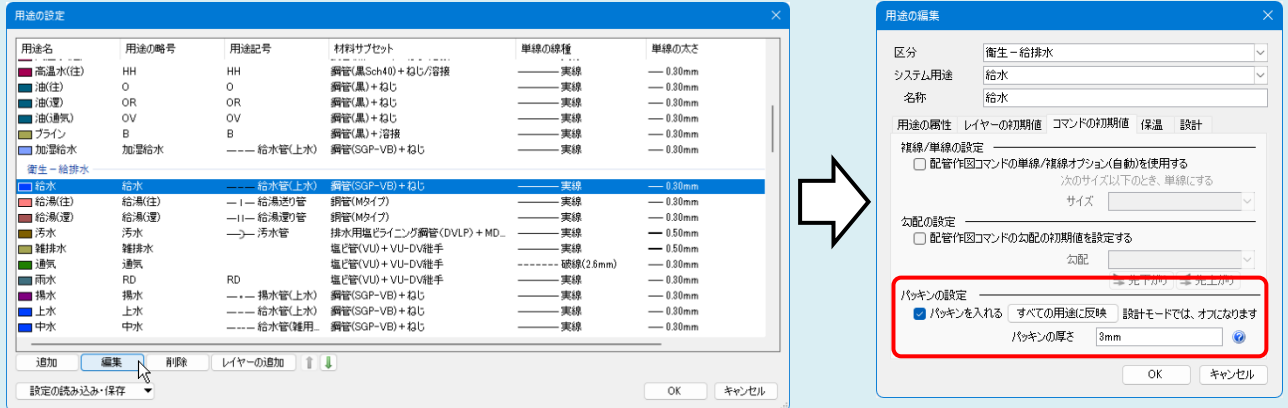 用途の設定
用途名 用途の略号 用途記号 材料サブセット 単線の線種 単線の太さ
高温水(往) HH HH 鋼管(黒Sch40)+ねじ/溶接 実線 0.30mm
油(往) O O 鋼管(黒)+ねじ 実線 0.30mm
油(還) OR OR 鋼管(黒)+ねじ 実線 0.30mm
油(通気) OV OV 鋼管(黒)+ねじ 実線 0.30mm
ブライン B B 鋼管(黒)+溶接 実線 0.30mm
加湿給水 加湿給水 給水管(上水) 鋼管(SGP-VB)+ねじ 実線 0.30mm
衛生-給排水
給水 給水 給水管(上水) 鋼管(SGP-VB)+ねじ 実線 0.30mm
給湯(往) 給湯(往) 給湯送り管 銅管(Mタイプ) 実線 0.30mm
給湯(還) 給湯(還) 給湯還り管 銅管(Mタイプ) 実線 0.30mm
汚水 汚水 汚水管 排水用塩ビライニング鋼管(DVLP)+MD... 実線 0.50mm
雑排水 雑排水 塩ビ管(VU)+VU-DV継手 実線 0.50mm
通気 通気 塩ビ管(VU)+VU-DV継手 破線(2.6mm) 0.30mm
雨水 RD RD 塩ビ管(VU)+VU-DV継手 実線 0.30mm
揚水 揚水 揚水管(上水) 鋼管(SGP-VB)+ねじ 実線 0.30mm
上水 上水 給水管(上水) 鋼管(SGP-VB)+ねじ 実線 0.30mm
中水 中水 給水管(雑用... 鋼管(SGP-VB)+ねじ 実線 0.30mm
追加 編集 削除 レイヤーの追加
設定の読み込み・保存 OK キャンセル
用途の編集
区分 衛生-給排水
システム用途 給水
名称 給水
用途の属性 レイヤーの初期値 コマンドの初期値 保温 設計
複線/単線の設定
配管作図コマンドの単線/複線オプション(自動)を使用する
次のサイズ以下のとき、単線にする
サイズ
勾配の設定
配管作図コマンドの勾配の初期値を設定する
勾配
先下がり 先上がり
パッキンの設定
パッキンを入れる すべての用途に反映 設計モードでは、オフになります
パッキンの厚さ 3mm
OK キャンセル